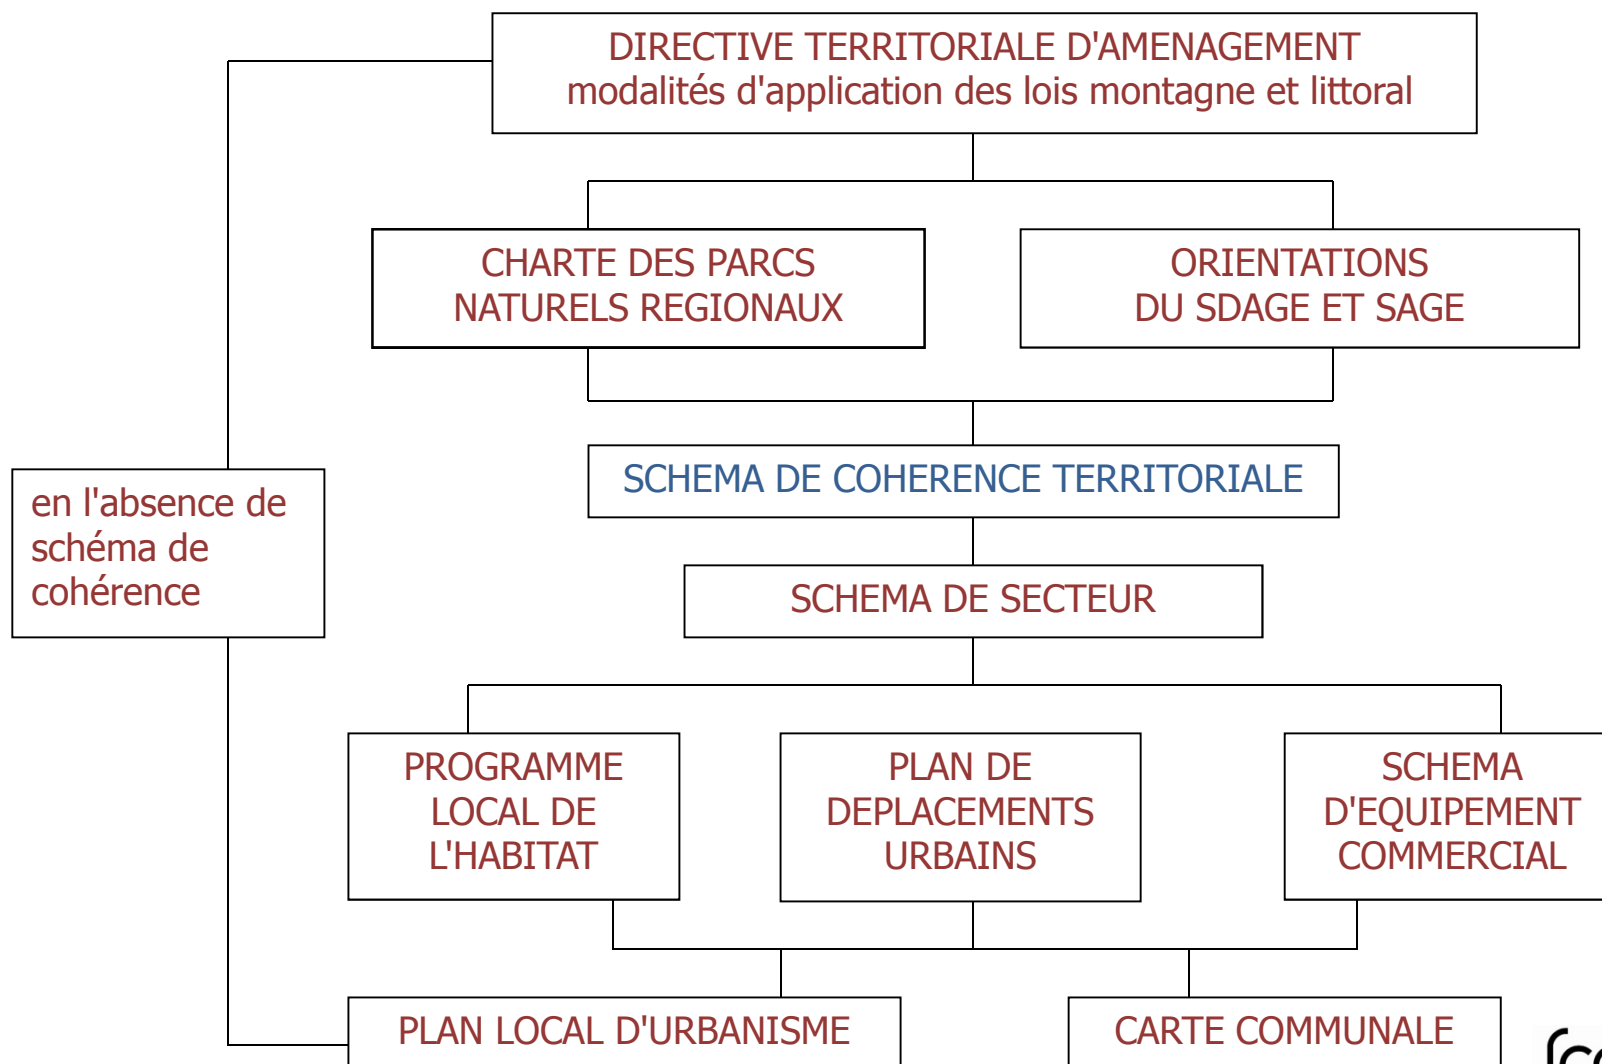 DIRECTIVE TERRITORIALE D'AMENAGEMENT
modalités d'application des lois montagne et littoral
CHARTE DES PARCS
NATURELS REGIONAUX
ORIENTATIONS
DU SDAGE ET SAGE
SCHEMA DE COHERENCE TERRITORIALE
en l'absence de
schéma de
cohérence
SCHEMA DE SECTEUR
PROGRAMME
LOCAL DE
L'HABITAT
PLAN DE
DEPLACEMENTS
URBAINS
SCHEMA
D'EQUIPEMENT
COMMERCIAL
PLAN LOCAL D'URBANISME
CARTE COMMUNALE